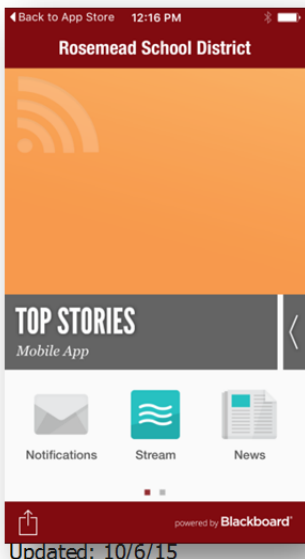 Back to App Store 12:16 PM
Rosemead School District
TOP STORIES
Mobile App
Notifications Stream News
powered by Blackboard
Updated: 10/6/15